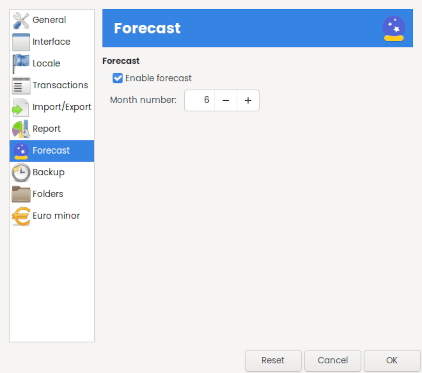 General
Interface
Locale
Transactions
Import/Export
Report
Forecast
Backup
Folders
Euro minor
Forecast
Forecast
Enable forecast
Month number: 6 − +
Reset Cancel OK